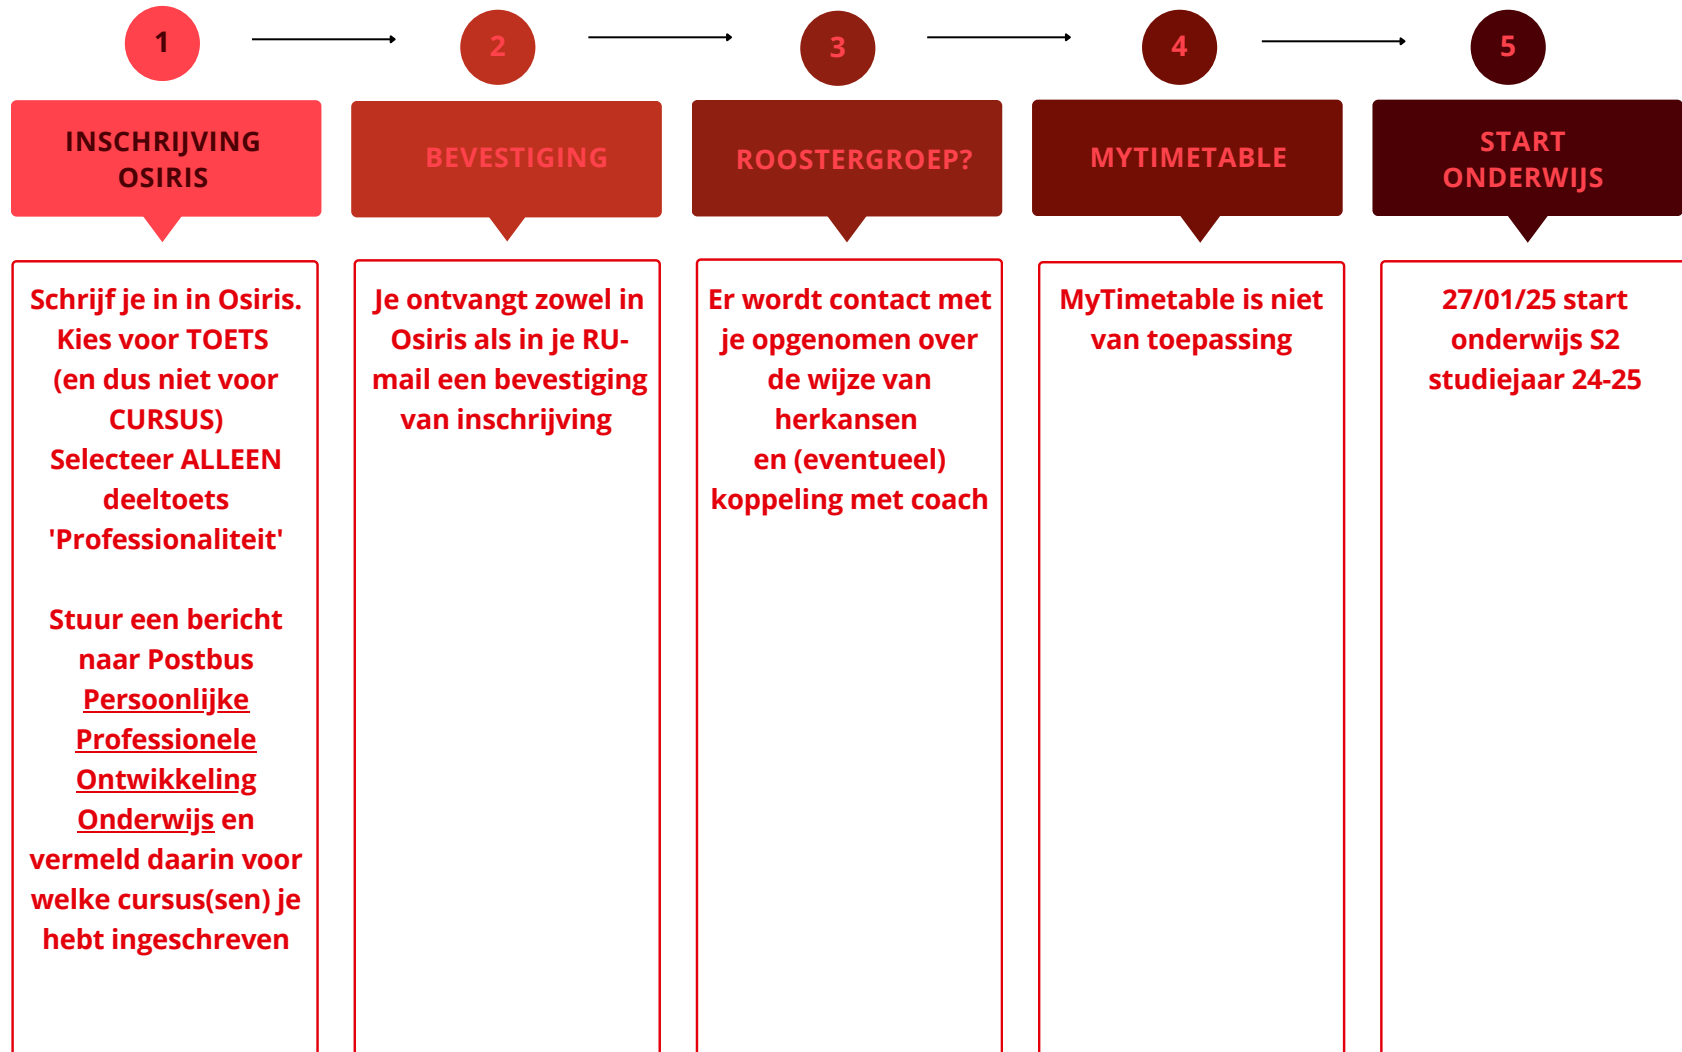 1
2
3
4
5
INSCHRIJVING
OSIRIS
BEVESTIGING
ROOSTERGROEP?
MYTIMETABLE
START
ONDERWIJS
Schrijf je in in Osiris.
Kies voor TOETS
(en dus niet voor
CURSUS)
Selecteer ALLEEN
deeltoets
'Professionaliteit'
Stuur een bericht
naar Postbus
Persoonlijke
Professionele
Ontwikkeling
Onderwijs en
vermeld daarin voor
welke cursus(sen) je
hebt ingeschreven
Je ontvangt zowel in
Osiris als in je RU-
mail een bevestiging
van inschrijving
Er wordt contact met
je opgenomen over
de wijze van
herkansen
en (eventueel)
koppeling met coach
MyTimetable is niet
van toepassing
27/01/25 start
onderwijs S2
studiejaar 24-25